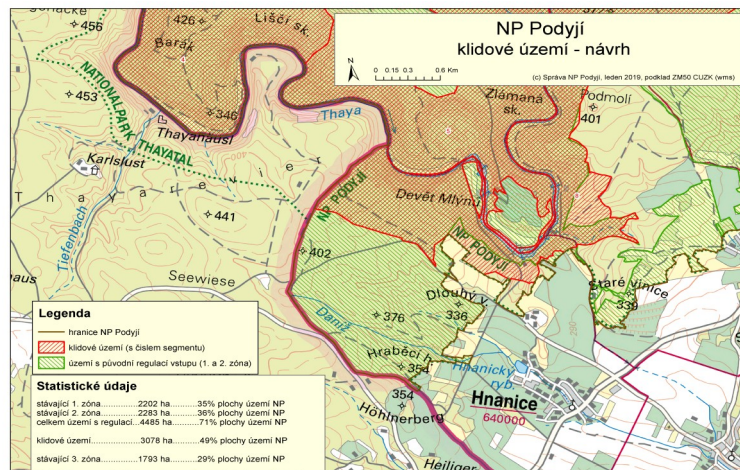 NP Podyjí
klidové území - návrh
N
0 0.15 0.3 0.6 Km
(c) Správa NP Podyjí, leden 2019, podklad ZM50 CUZK (wms)
456
426
Liščí sk.
Barák
453
NATIONALPARK THAYATAL
346
Thayahausl
Thaya
Zlámaná
sk.
Podmolí
401
Karlslust
Thayarevier
441
Devět Mlýnů
NP PODYJÍ
NP PODYJÍ
Tiefenbach
402
haus
Seewiese
Staré vinice
339
Dlouhý v.
336
Daníž
376
290
Hraběcí h.
354
Hnanický
ryb.
354
Höhlnerberg
Hnanice
640000
Heiliger
Legenda
hranice NP Podyjí
klidové území (s číslem segmentu)
území s původní regulací vstupu (1. a 2. zóna)
Statistické údaje
stávající 1. zóna..............2202 ha.........35% plochy území NP
stávající 2. zóna..............2283 ha.........36% plochy území NP
celkem území s regulací...4485 ha........71% plochy území NP
klidové území.................3078 ha.........49% plochy území NP
stávající 3. zóna..............1793 ha.........29% plochy území NP